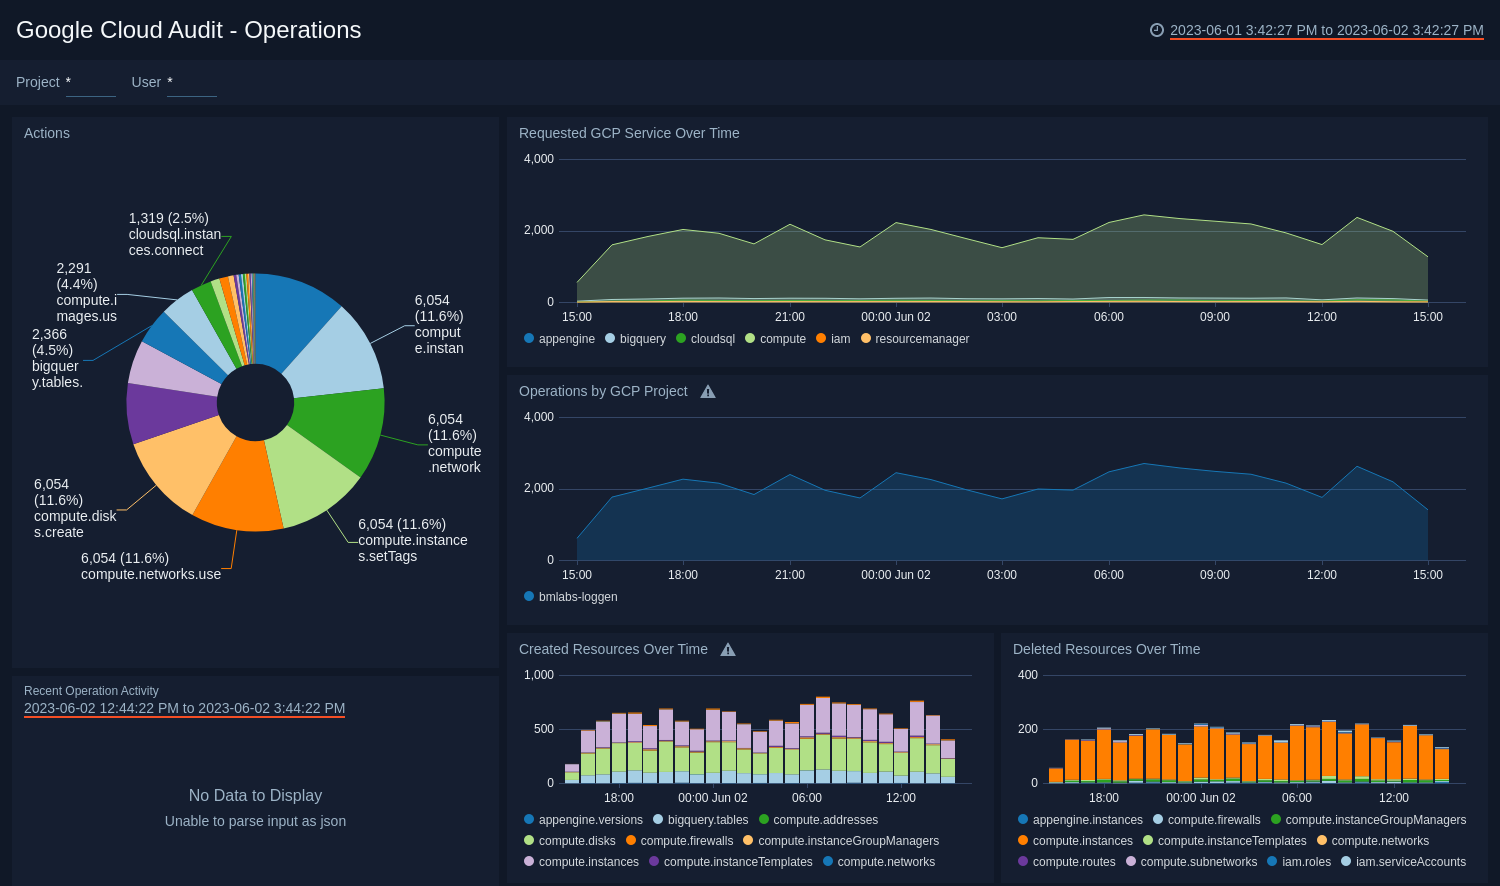 Google Cloud Audit - Operations
2023-06-01 3:42:27 PM to 2023-06-02 3:42:27 PM
Project *
User *
Actions
1,319 (2.5%)
cloudsql.instan
ces.connect
2,291
(4.4%)
compute.i
mages.us
2,366
(4.5%)
bigquer
y.tables.
6,054
(11.6%)
comput
e.instan
6,054
(11.6%)
compute
.network
6,054
(11.6%)
compute.disk
s.create
6,054 (11.6%)
compute.instance
s.setTags
6,054 (11.6%)
compute.networks.use
Recent Operation Activity
2023-06-02 12:44:22 PM to 2023-06-02 3:44:22 PM
No Data to Display
Unable to parse input as json
Requested GCP Service Over Time
4,000
2,000
0
15:00 18:00 21:00 00:00 Jun 02 03:00 06:00 09:00 12:00 15:00
appengine bigquery cloudsql compute iam resourcemanager
Operations by GCP Project
4,000
2,000
0
15:00 18:00 21:00 00:00 Jun 02 03:00 06:00 09:00 12:00 15:00
bmlabs-loggen
Created Resources Over Time
1,000
500
0
18:00 00:00 Jun 02 06:00 12:00
appengine.versions bigquery.tables compute.addresses
compute.disks compute.firewalls compute.instanceGroupManagers
compute.instances compute.instanceTemplates compute.networks
Deleted Resources Over Time
400
200
0
18:00 00:00 Jun 02 06:00 12:00
appengine.instances compute.firewalls compute.instanceGroupManagers
compute.instances compute.instanceTemplates compute.networks
compute.routes compute.subnetworks iam.roles iam.serviceAccounts